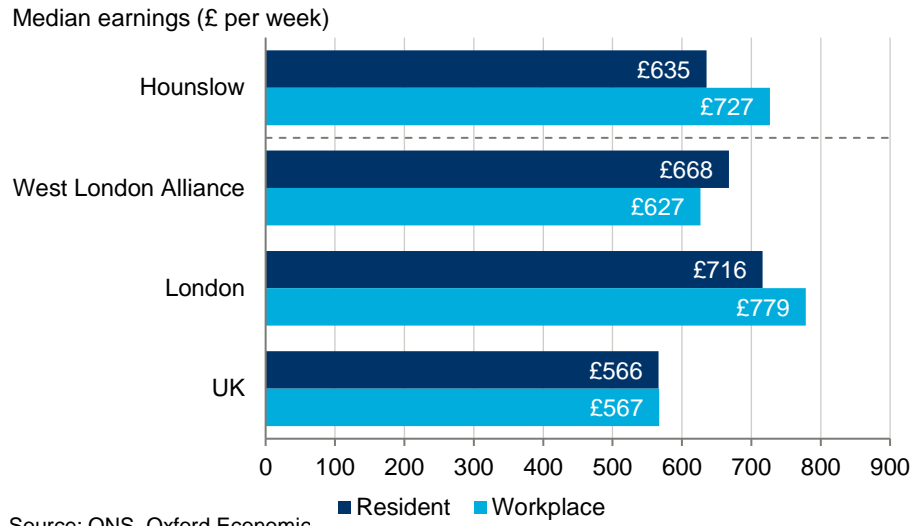 Median earnings (£ per week)
Hounslow
£635
£727
West London Alliance
£668
£627
London
£716
£779
UK
£566
£567
0 100 200 300 400 500 600 700 800 900
Resident Workplace
Source: ONS, Oxford Economic